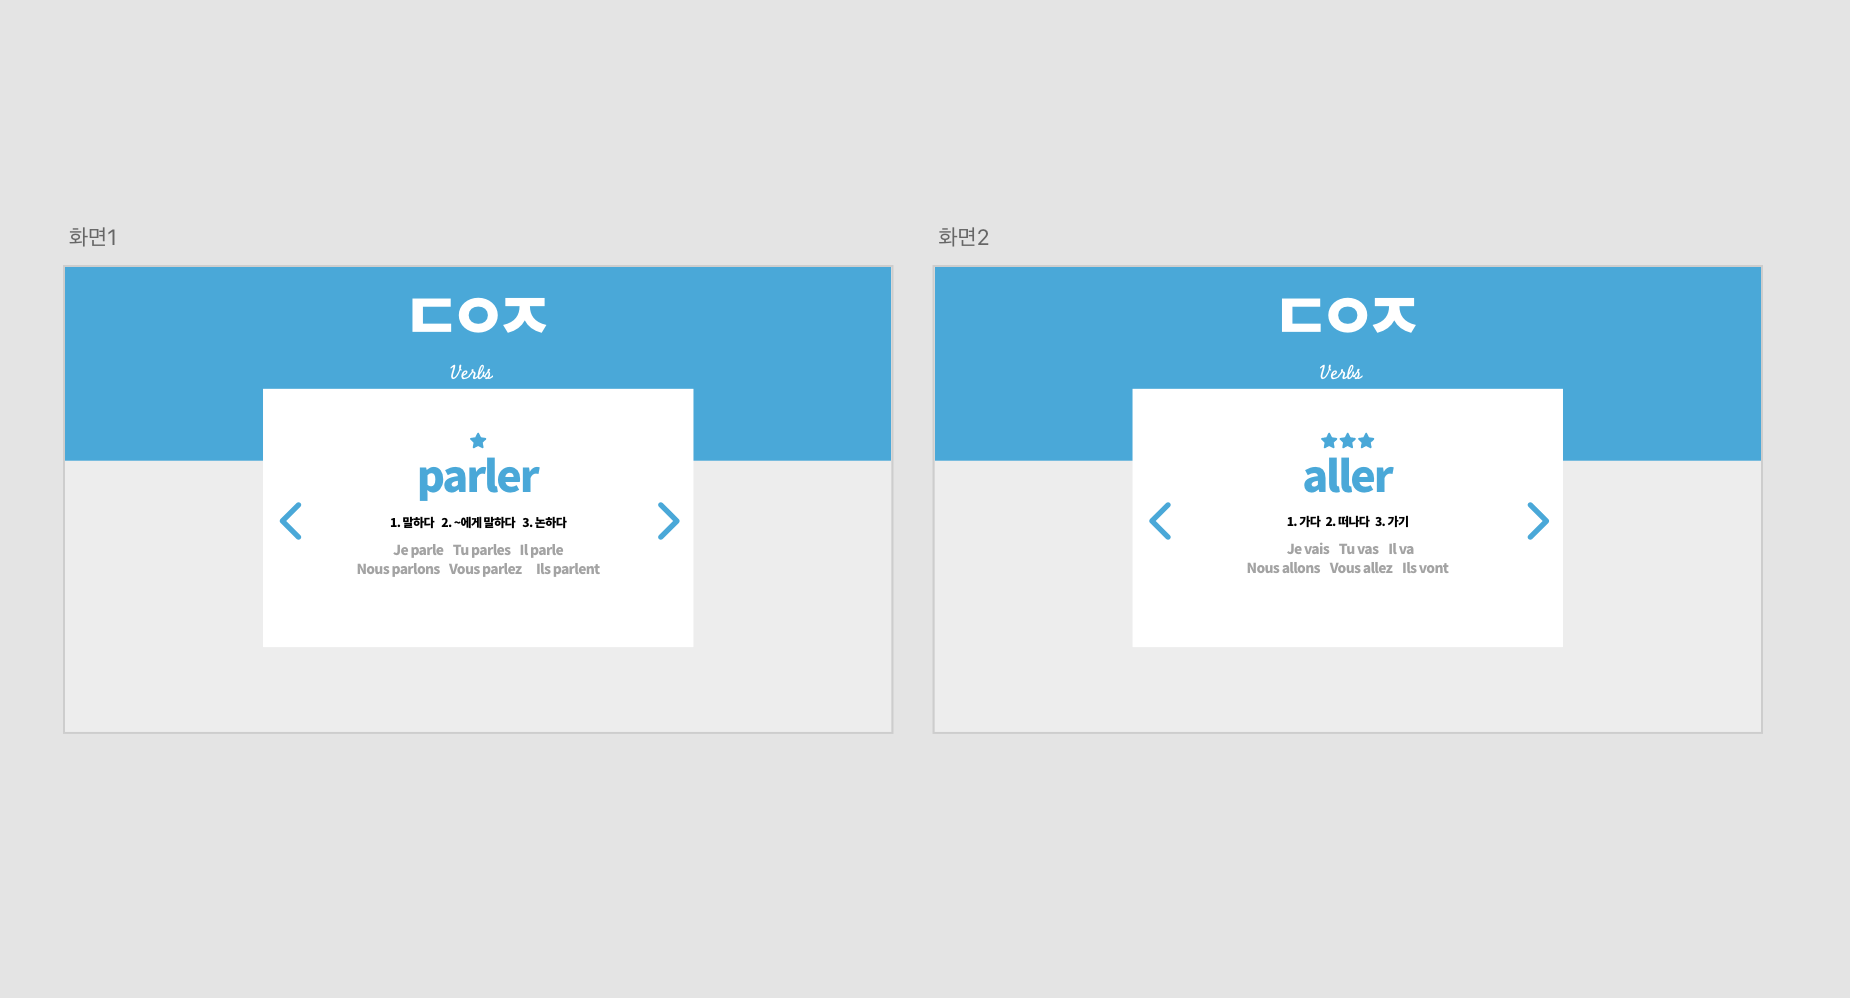 화면1
ㄷㅇㅈ
Verbs
parler
1. 말하다 2. ~에게 말하다 3. 논하다
Je parle Tu parles Il parle
Nous parlons Vous parlez Ils parlent
화면2
ㄷㅇㅈ
Verbs
aller
1. 가다 2. 떠나다 3. 가기
Je vais Tu vas Il va
Nous allons Vous allez Ils vont